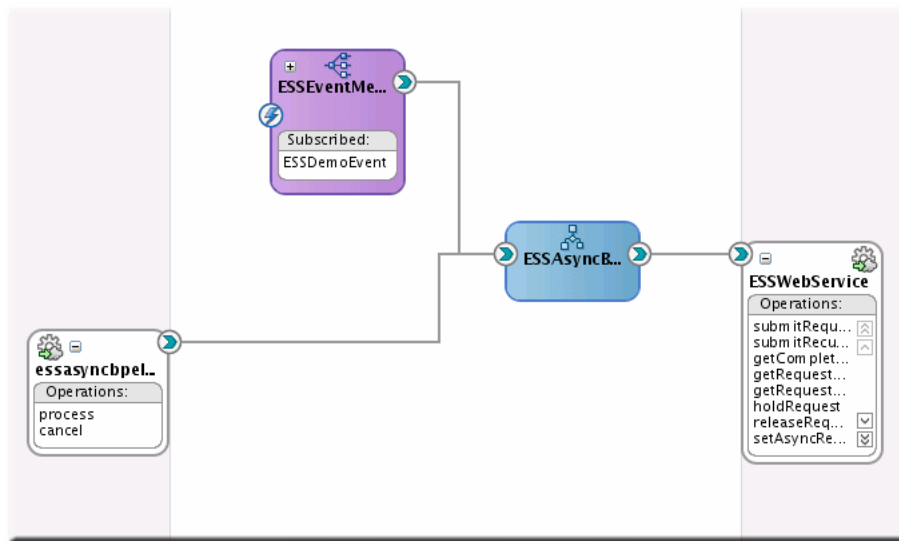 ESSEventMe...
Subscribed:
ESSDemoEvent
ESSAsyncB...
ESSWebService
Operations:
submitRequ...
submitRecu...
getComplet...
getRequest...
getRequest...
holdRequest
releaseReq...
setAsyncRe...
essasyncbpel...
Operations:
process
cancel